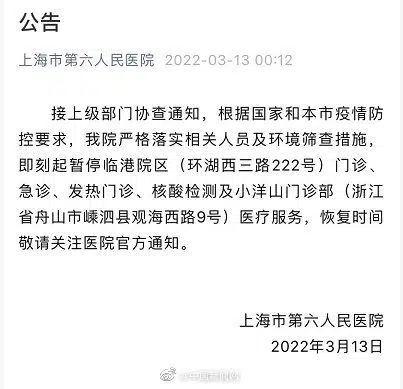 公告
上海市第六人民医院 2022-03-13 00:12
接上级部门协查通知，根据国家和本市疫情防
控要求，我院严格落实相关人员及环境筛查措施，
即刻起暂停临港院区（环湖西三路222号）门诊、
急诊、发热门诊、核酸检测及小洋山门诊部（浙江
省舟山市嵊泗县观海西路9号）医疗服务，恢复时间
敬请关注医院官方通知。
上海市第六人民医院
2022年3月13日
@中国新闻网